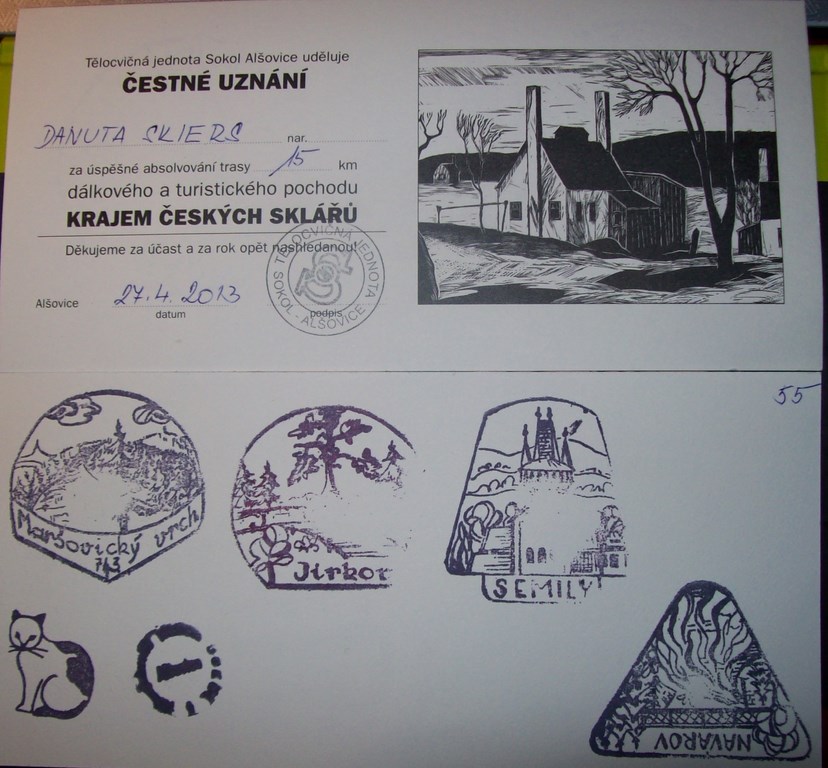 Tělocvičná jednota Sokol Alšovice uděluje
ČESTNÉ UZNÁNÍ
DANUTA SKIERS nar.
za úspěšné absolvování trasy 15 km
dálkového a turistického pochodu
KRAJEM ČESKÝCH SKLÁŘŮ
Děkujeme za účast a za rok opět nashledanou!
Alšovice 27.4.2013
datum podpis
TĚLOCVIČNÁ JEDNOTA
SOKOL - ALŠOVICE
55
Maršovický vrch
743
Jirkov
SEMILY
NAVAROV